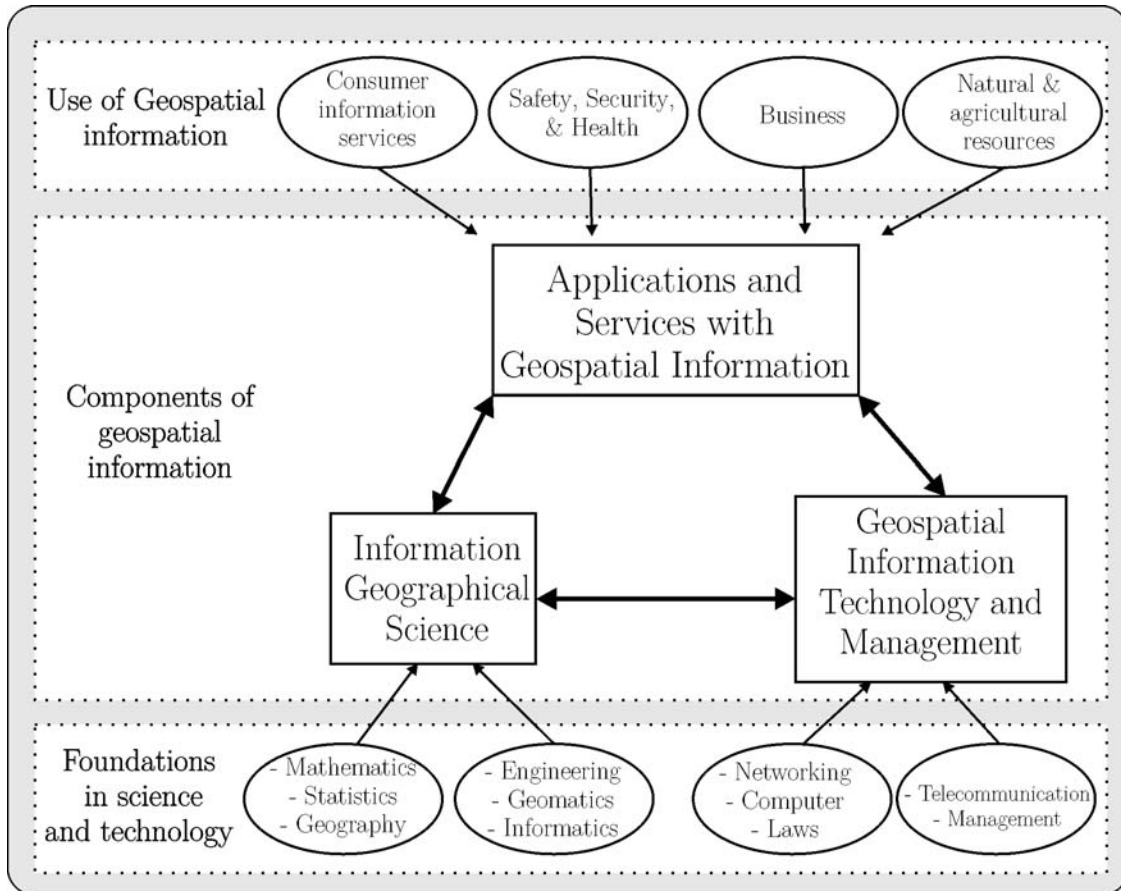 Use of Geospatial
information
Consumer
information
services
Safety, Security,
& Health
Business
Natural &
agricultural
resources
Components of
geospatial
information
Applications and
Services with
Geospatial Information
Information
Geographical
Science
Geospatial
Information
Technology and
Management
Foundations
in science
and technology
- Mathematics
- Statistics
- Geography
- Engineering
- Geomatics
- Informatics
- Networking
- Computer
- Laws
- Telecommunication
- Management